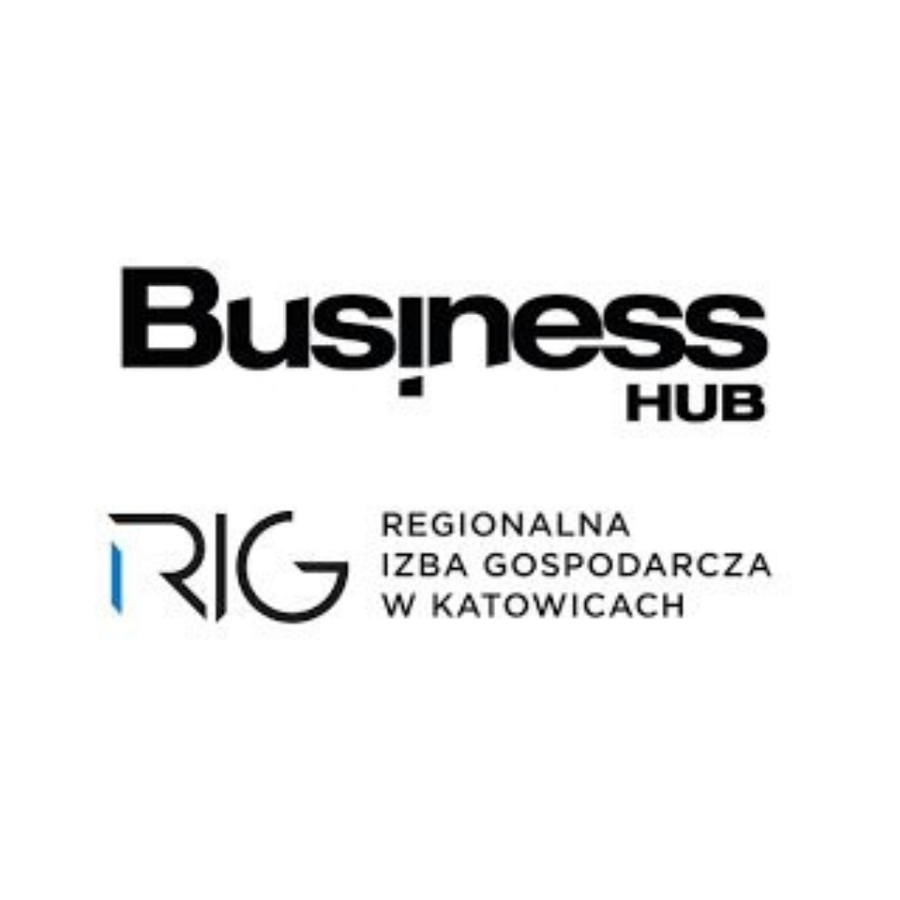 Business
HUB
RIG
REGIONALNA
IZBA GOSPODARCZA
W KATOWICACH